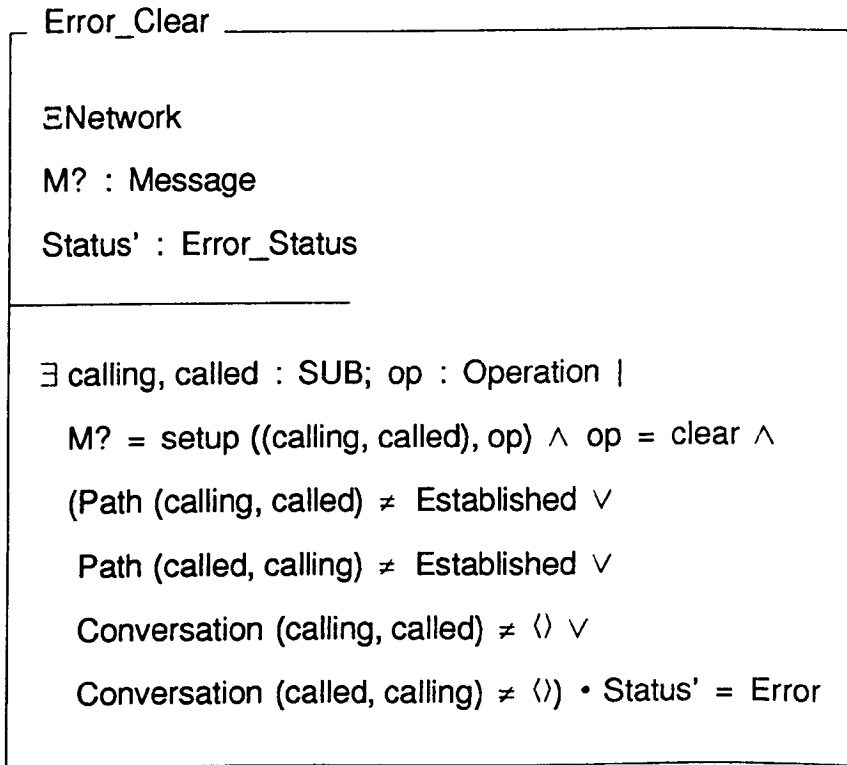 Error_Clear
ΞNetwork
M? : Message
Status' : Error_Status
∃ calling, called : SUB; op : Operation |
M? = setup ((calling, called), op) ∧ op = clear ∧
(Path (calling, called) ≠ Established ∨
Path (called, calling) ≠ Established ∨
Conversation (calling, called) ≠ ⟨⟩ ∨
Conversation (called, calling) ≠ ⟨⟩) • Status' = Error